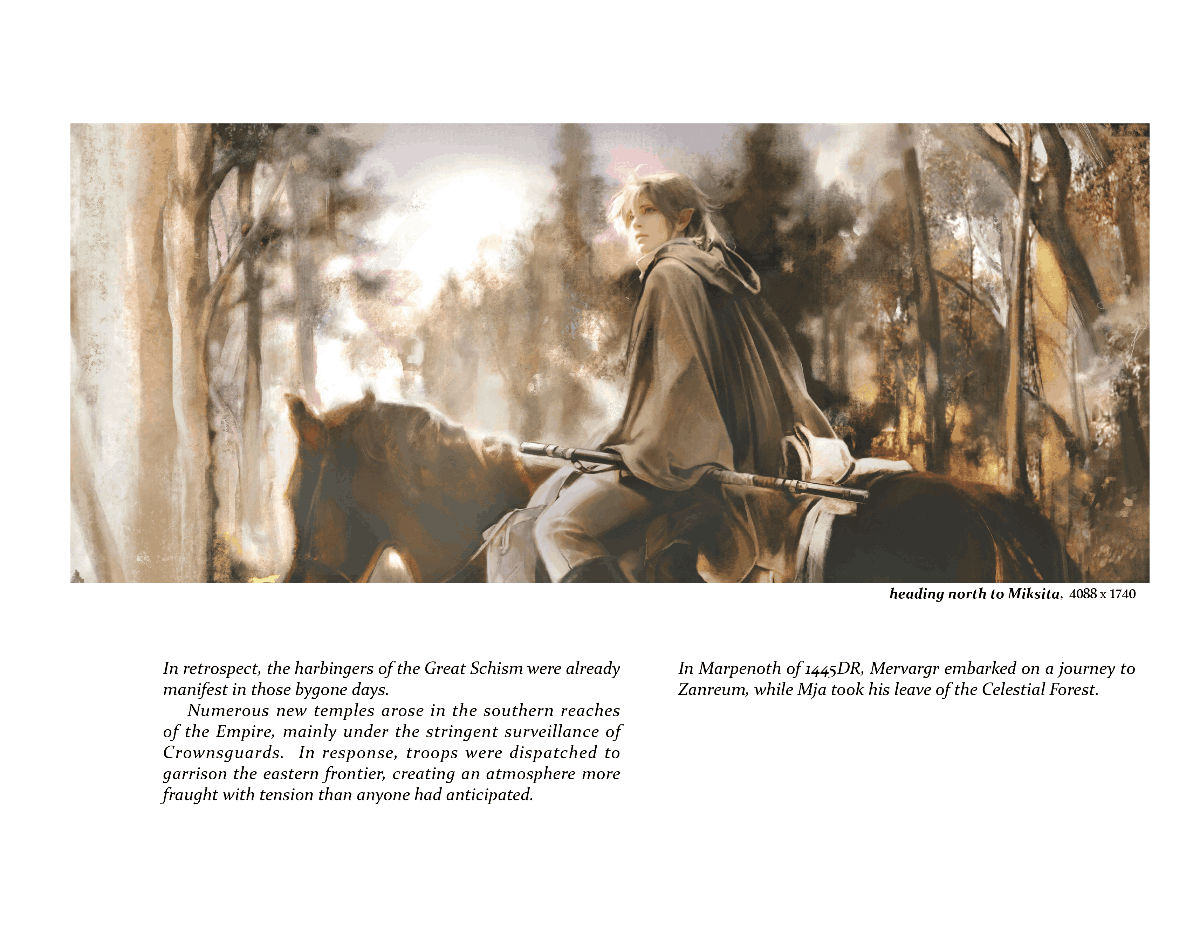 heading north to Miksita, 4088 x 1740
In retrospect, the harbingers of the Great Schism were already
manifest in those bygone days.
Numerous new temples arose in the southern reaches
of the Empire, mainly under the stringent surveillance of
Crownsguards. In response, troops were dispatched to
garrison the eastern frontier, creating an atmosphere more
fraught with tension than anyone had anticipated.
In Marpenoth of 1445DR, Mervargr embarked on a journey to
Zanreum, while Mja took his leave of the Celestial Forest.